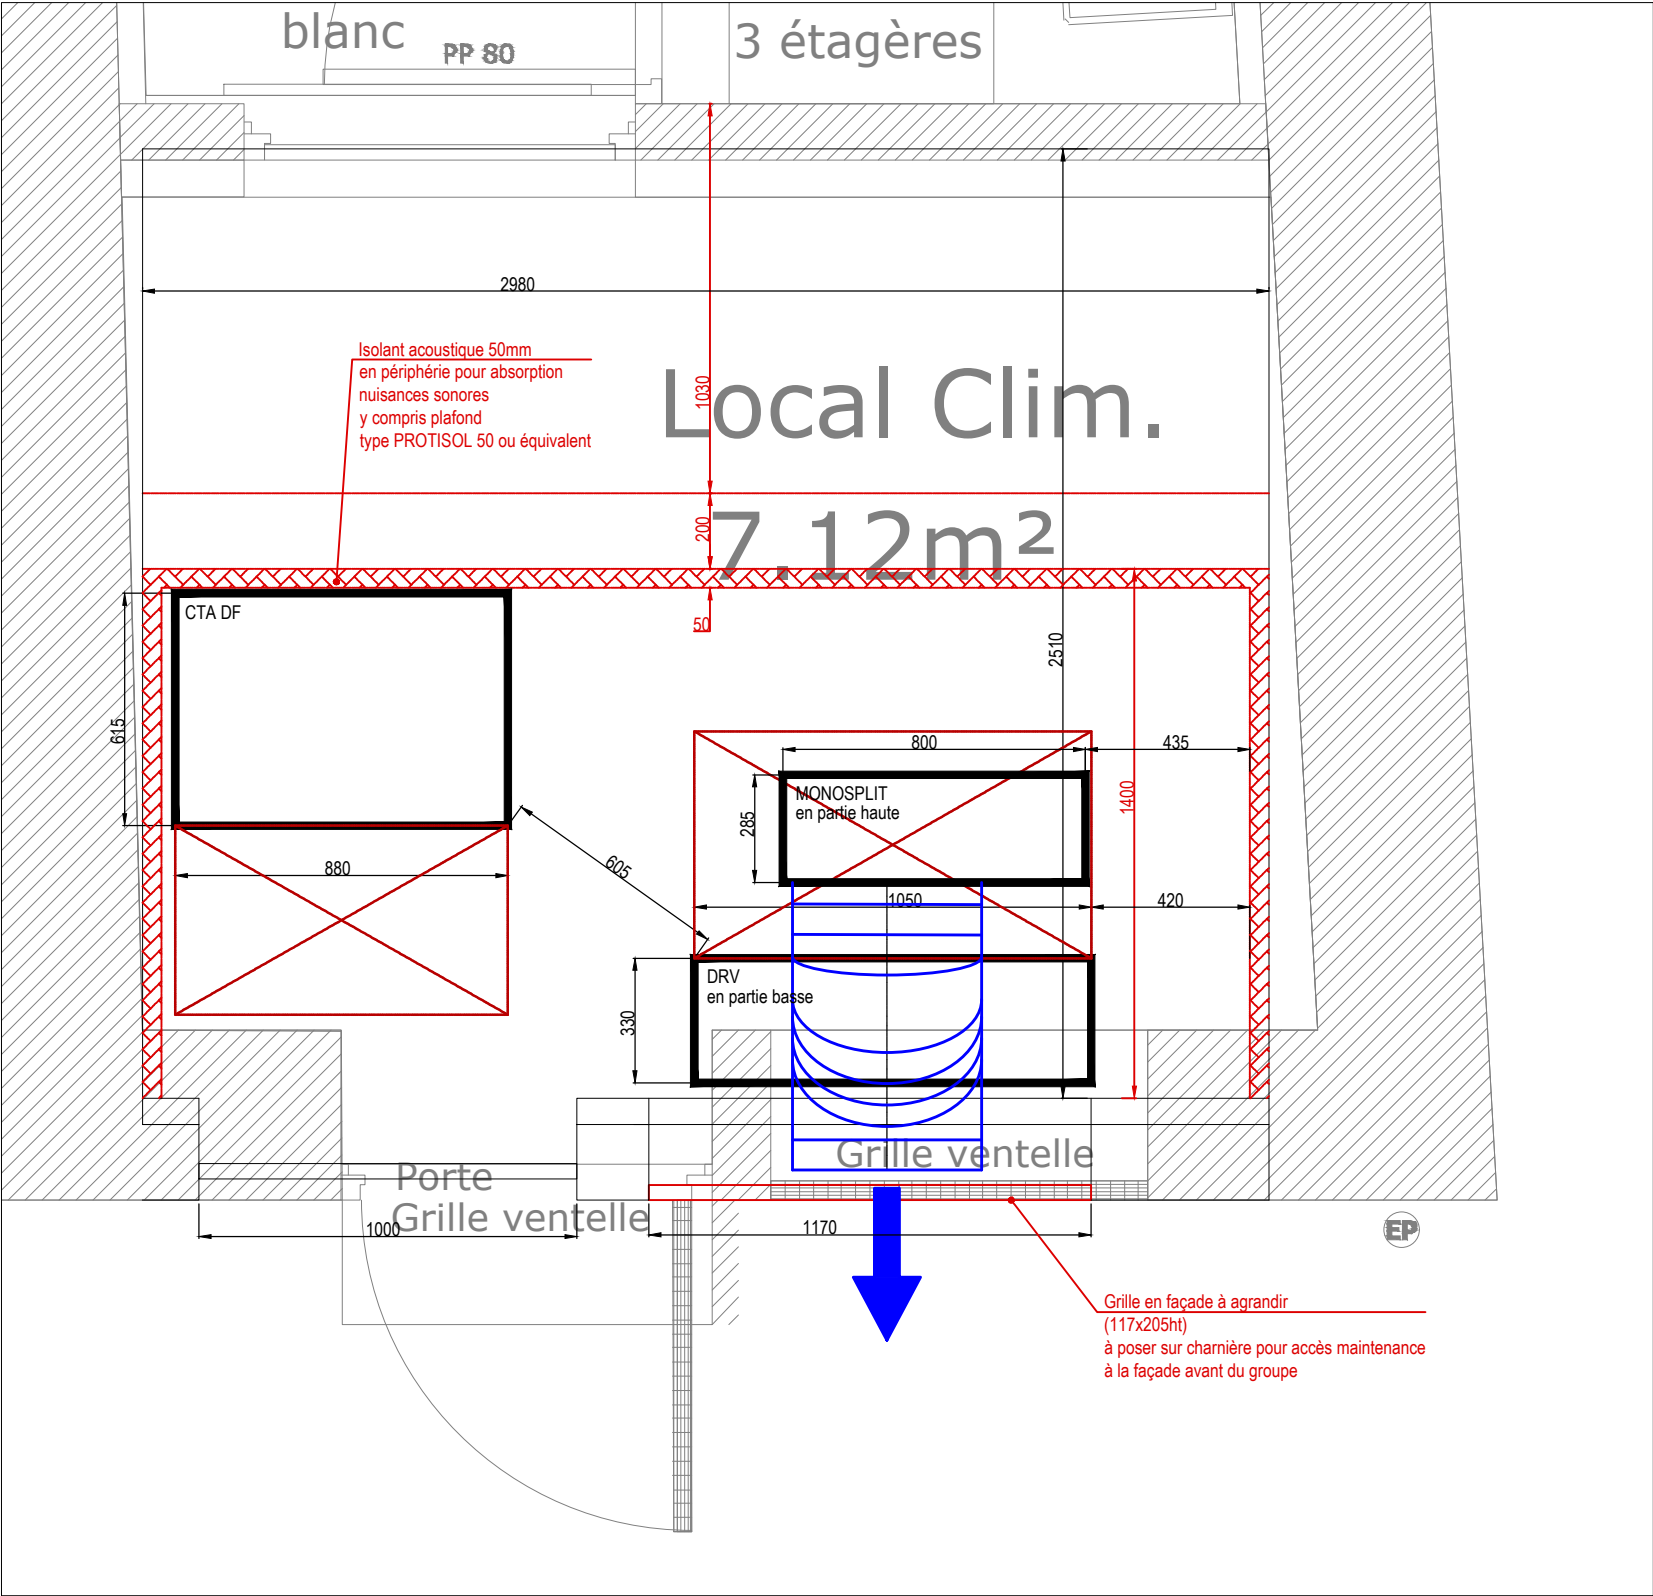 blanc
PP 80
3 étagères
2980
Isolant acoustique 50mm
en périphérie pour absorption
nuisances sonores
y compris plafond
type PROTISOL 50 ou équivalent
1030
Local Clim.
200
7.12m²
50
CTA DF
2510
615
800
435
1400
MONOSPLIT
en partie haute
285
880
605
1050
420
DRV
en partie basse
330
Grille ventelle
Porte
Grille ventelle
1000
1170
EP
Grille en façade à agrandir
(117x205ht)
à poser sur charnière pour accès maintenance
à la façade avant du groupe